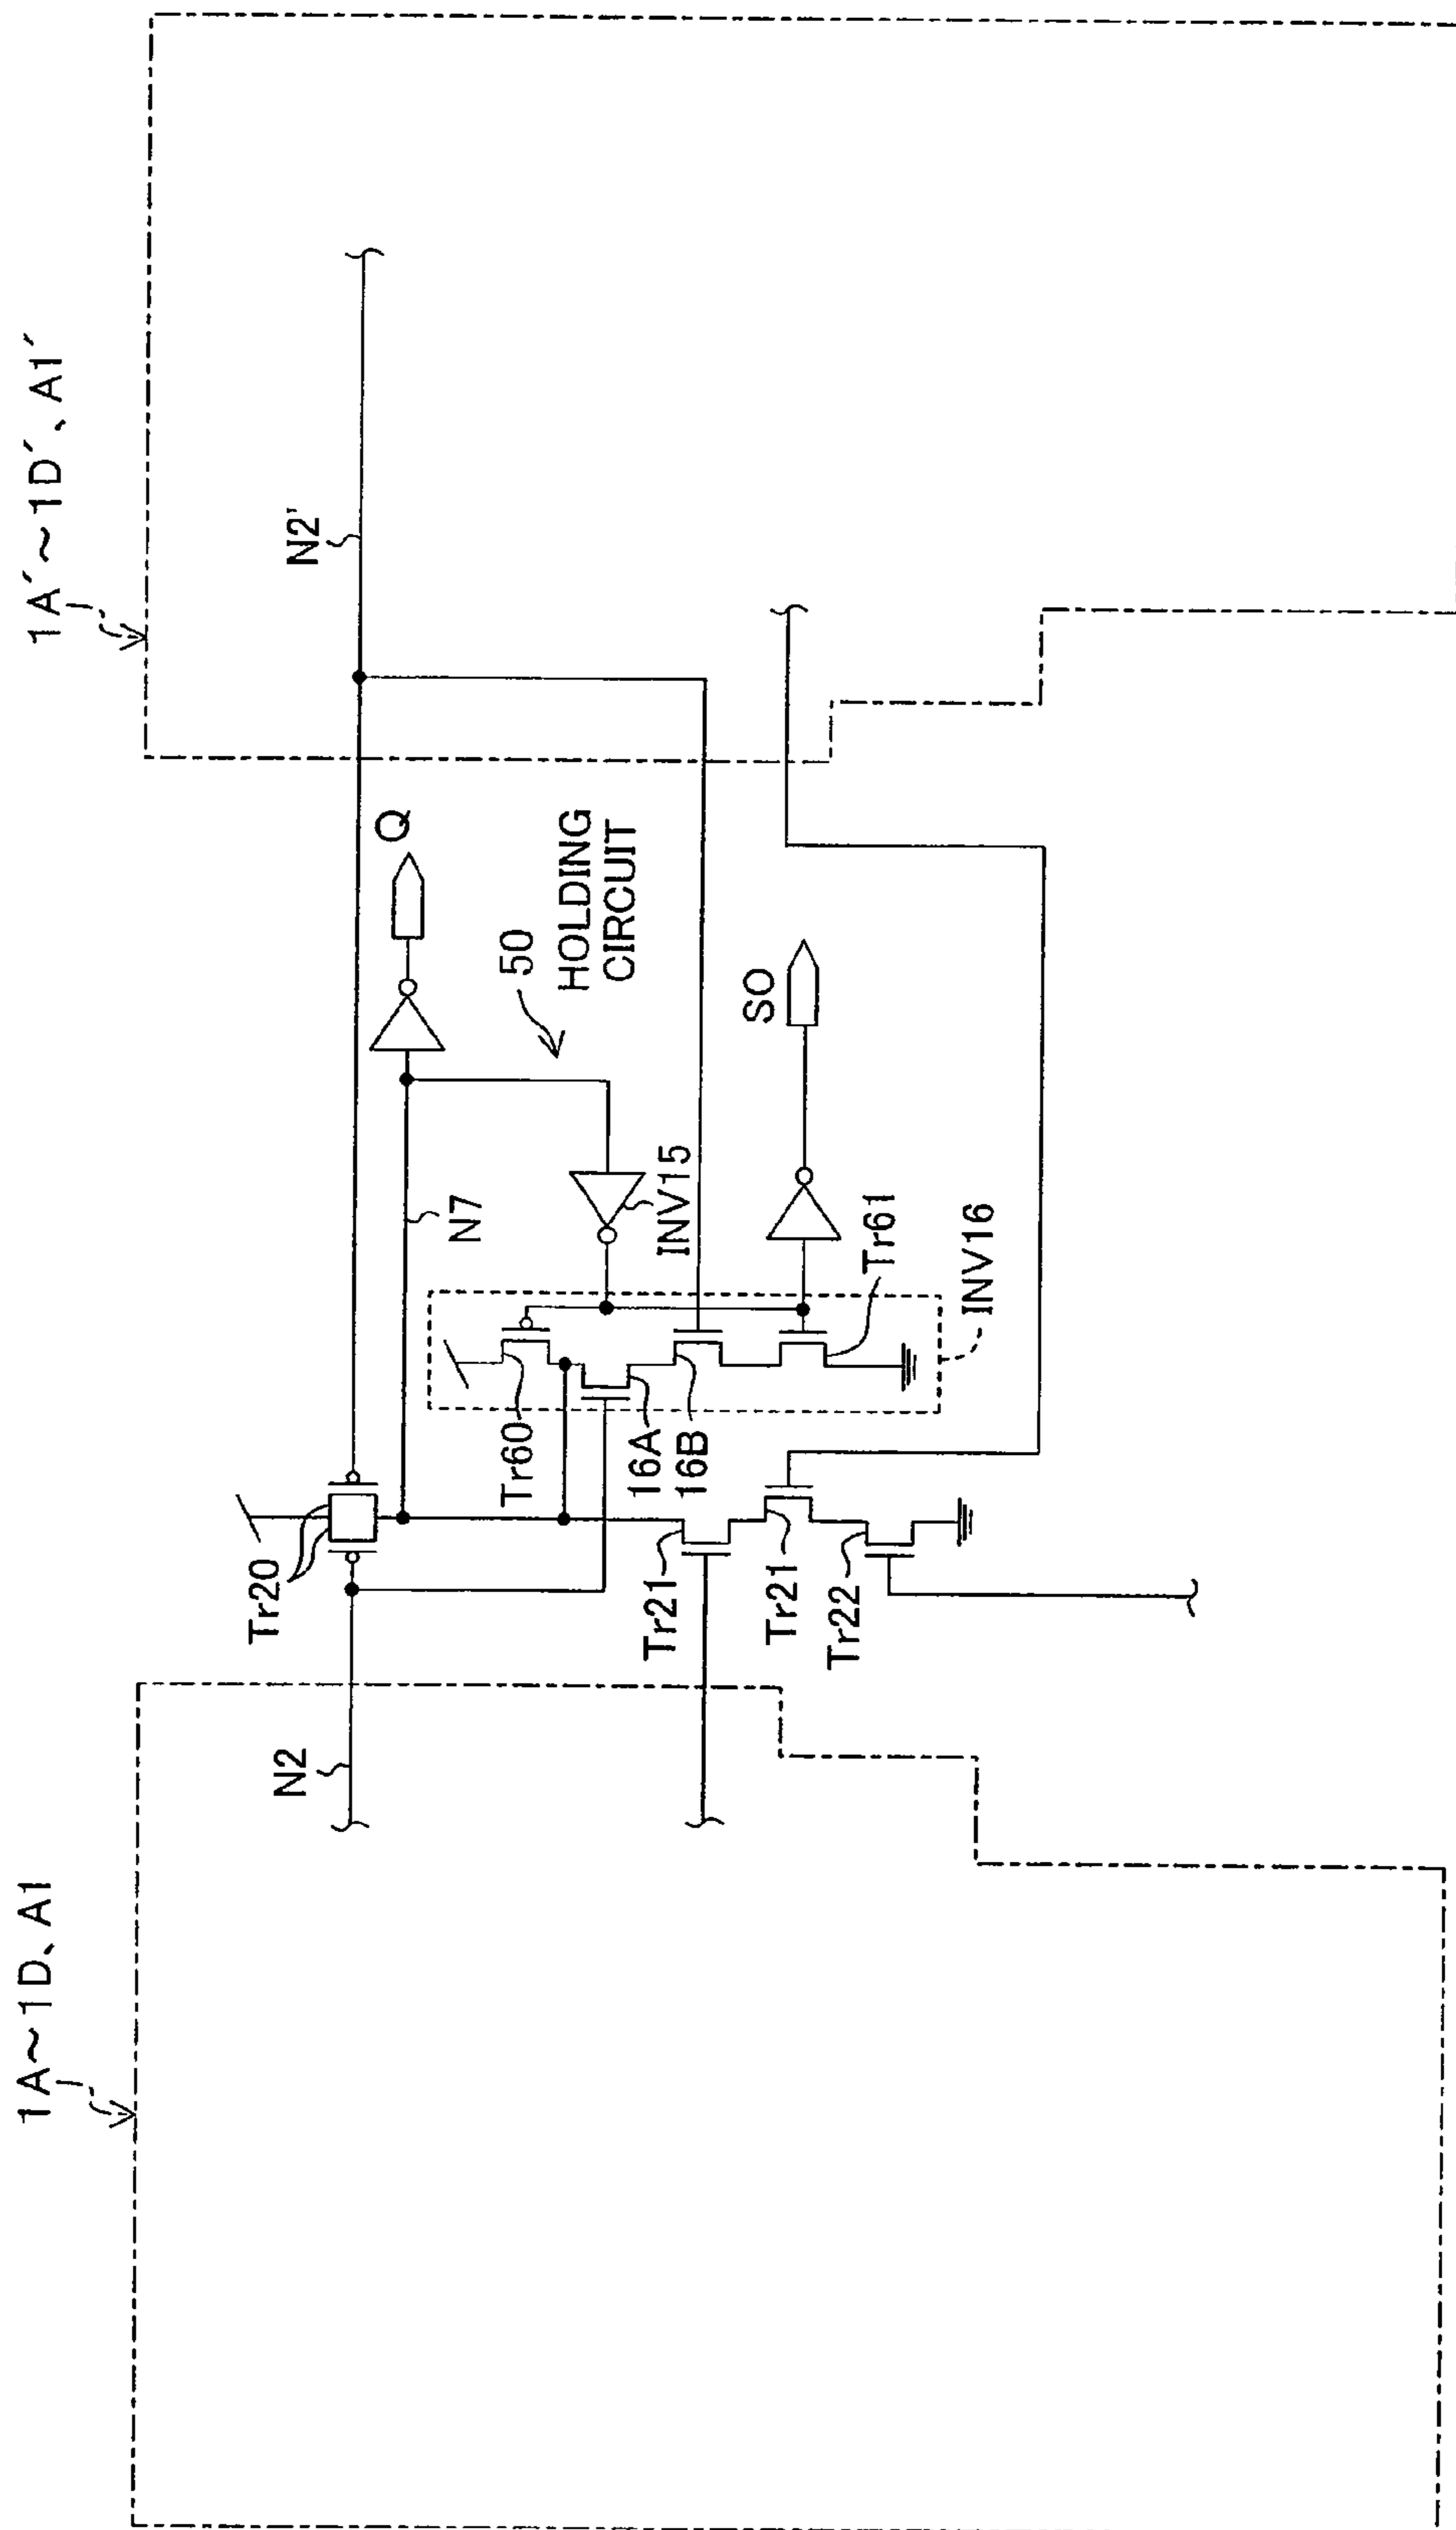 1A~1D、A1
1A´~1D´、A1´
N2
N2'
Tr20
N7
Q
50
HOLDING
CIRCUIT
Tr60
INV15
16A
16B
Tr21
SO
Tr61
Tr21
Tr22
INV16